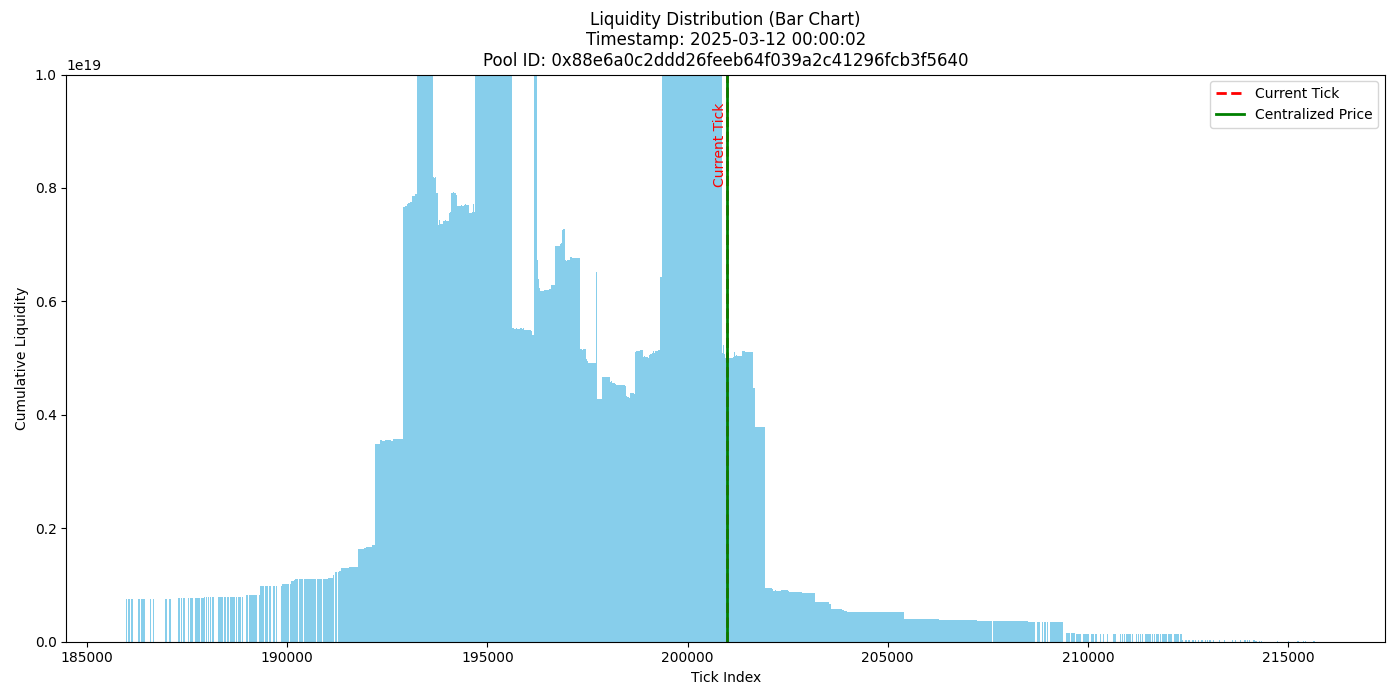 Liquidity Distribution (Bar Chart)
Timestamp: 2025-03-12 00:00:02
Pool ID: 0x88e6a0c2ddd26feeb64f039a2c41296fcb3f5640
1e19
1.0
0.8
0.6
0.4
0.2
0.0
Cumulative Liquidity
Current Tick
Current Tick
Centralized Price
185000
190000
195000
200000
205000
210000
215000
Tick Index